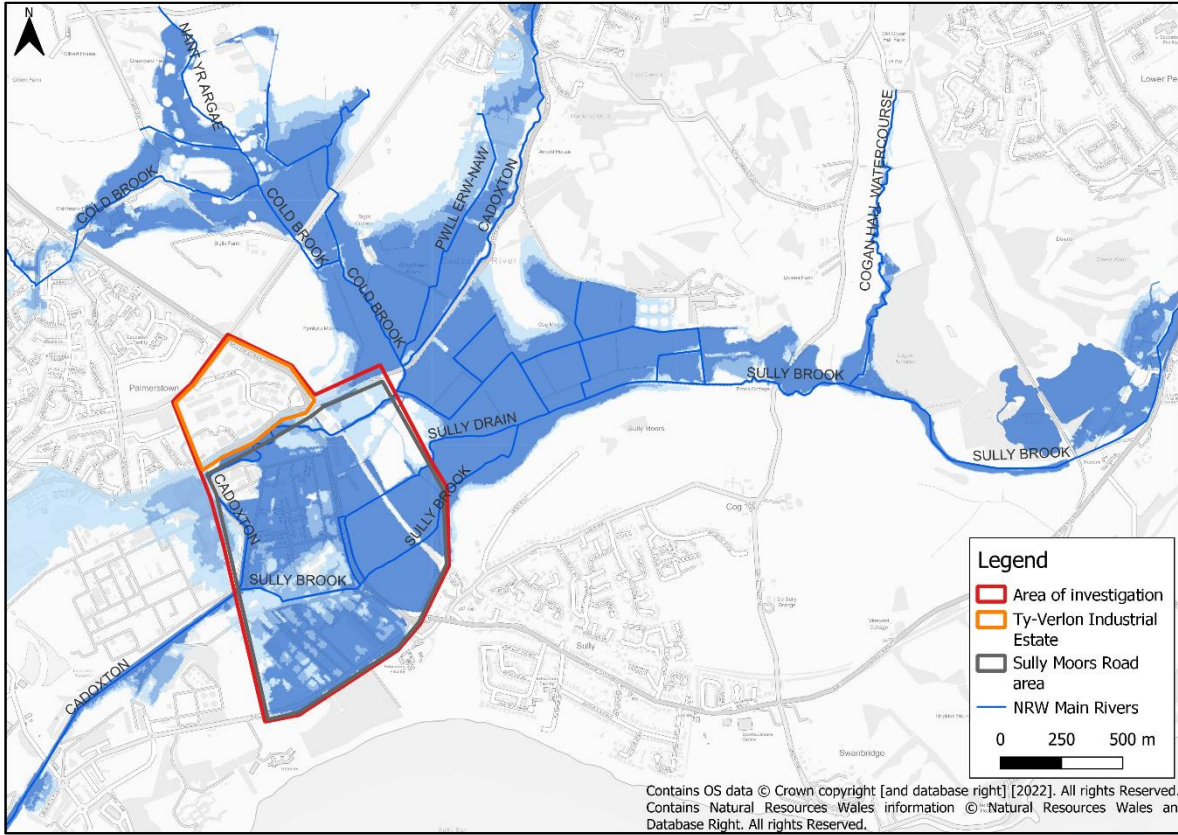 N
NANT YR ARGAE
COLD BROOK
COLD BROOK
COLD BROOK
PWLL ERW-NAW
CADOXTON
COGAN HALL WATERCOURSE
Lower Pe
Palmerstown
SULLY DRAIN
SULLY BROOK
SULLY BROOK
CADOXTON
SULLY BROOK
SULLY BROOK
CADOXTON
Sully Moors
Cog
Sully
Swanbridge
Legend
Area of investigation
Ty-Verlon Industrial
Estate
Sully Moors Road
area
NRW Main Rivers
0 250 500 m
Contains OS data © Crown copyright [and database right] [2022]. All rights Reserved.
Contains Natural Resources Wales information © Natural Resources Wales an
Database Right. All rights Reserved.